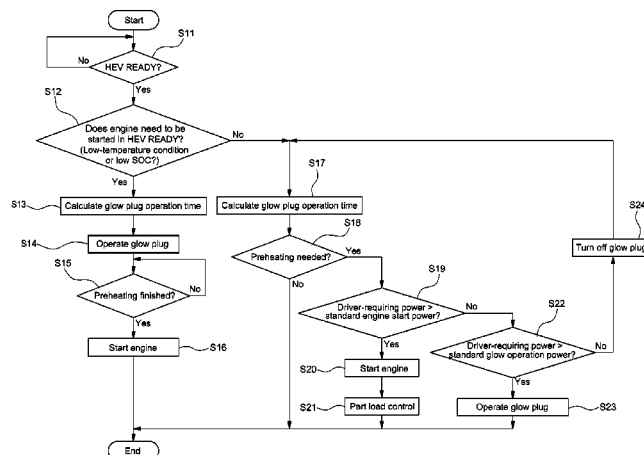 Start
S11
No
HEV READY?
Yes
S12
Does engine need to be
started in HEV READY?
(Low-temperature condition
or low SOC?)
No
Yes
S13
Calculate glow plug operation time
S17
Calculate glow plug operation time
S24
Turn off glow plug
S14
Operate glow plug
S18
Preheating needed?
Yes
No
S15
Preheating finished?
No
Yes
S19
Driver-requiring power >
standard engine start power?
No
Yes
S22
Driver-requiring power >
standard glow operation power?
No
Yes
Start engine
S16
S20
Start engine
S21
Part load control
Operate glow plug
S23
End